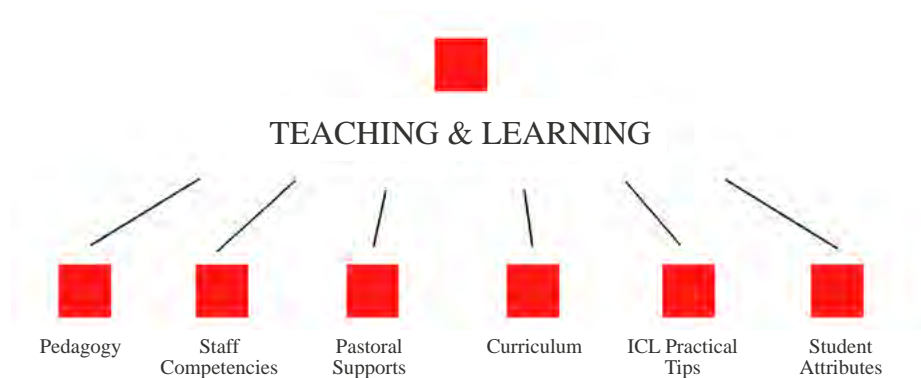 TEACHING & LEARNING
Pedagogy
Staff
Competencies
Pastoral
Supports
Curriculum
ICL Practical
Tips
Student
Attributes